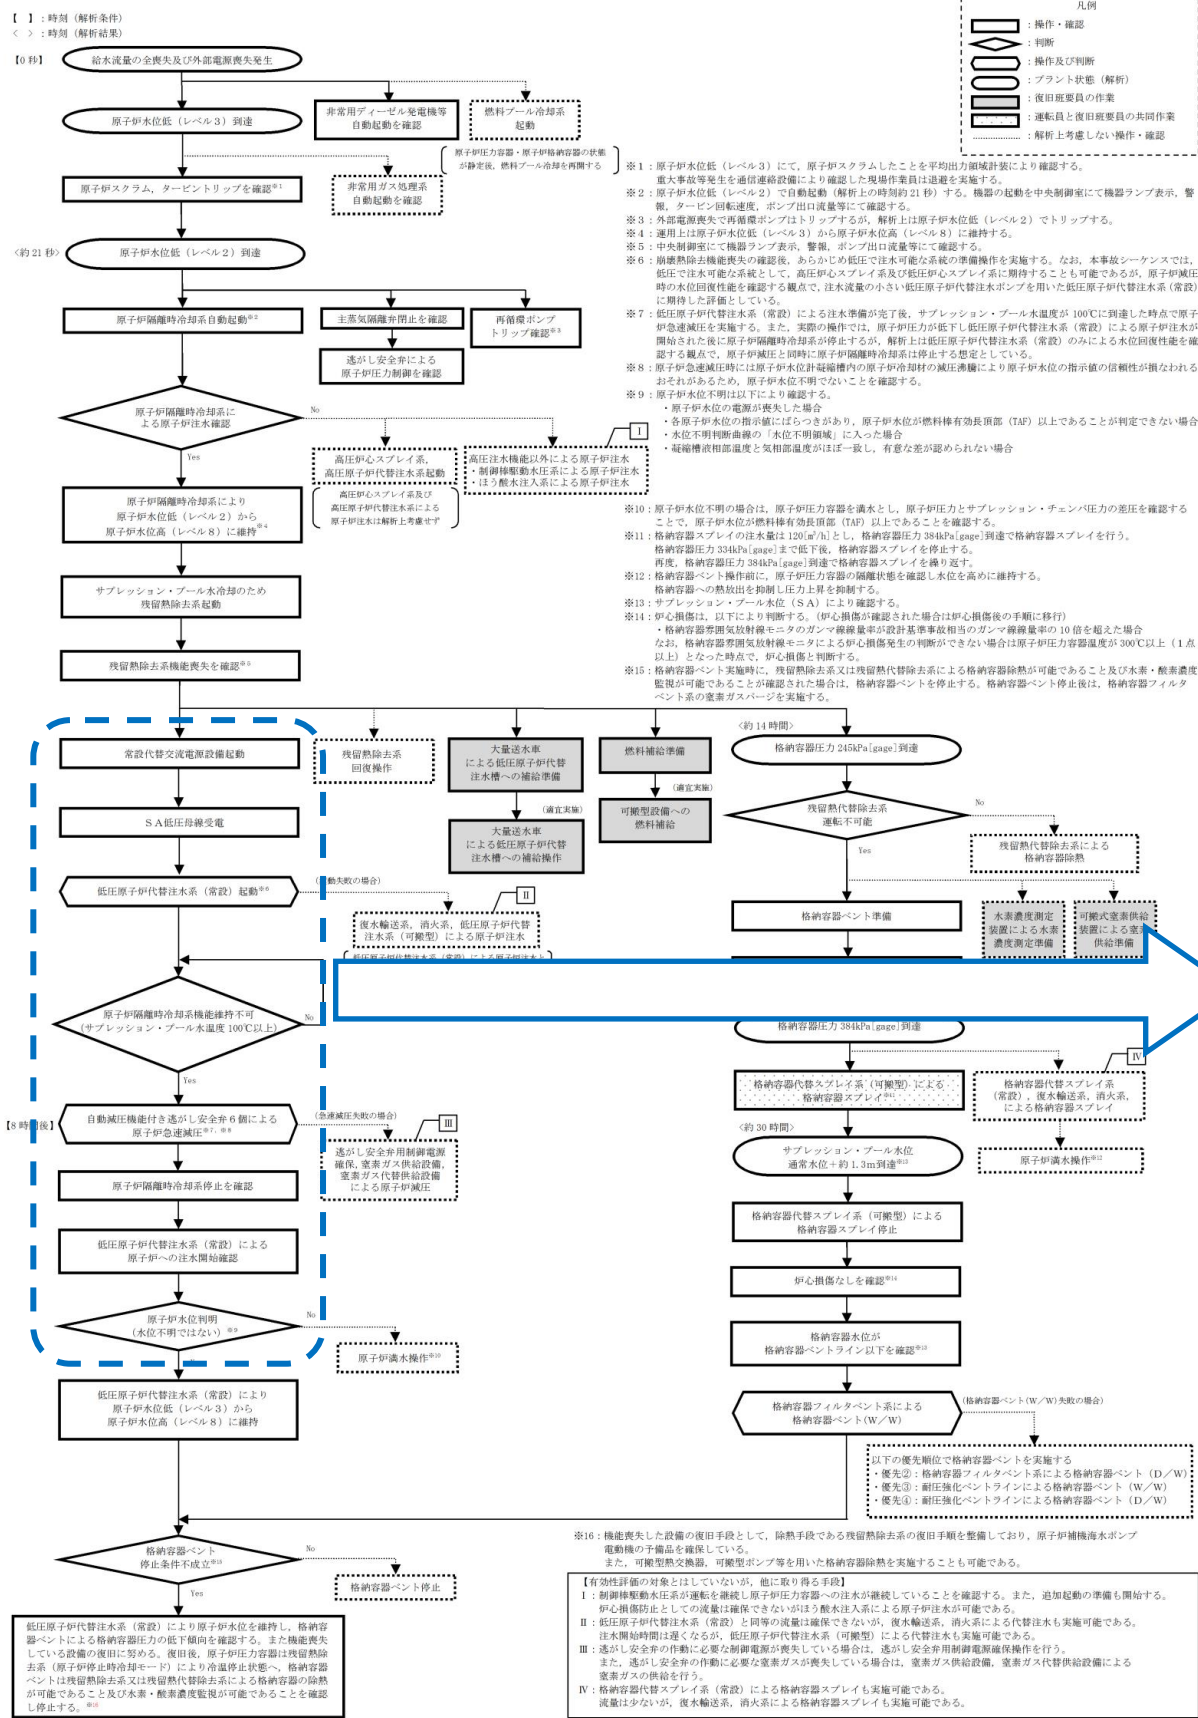 【　】：時刻（解析条件）
＜　＞：時刻（解析結果）
凡例
：操作・確認
：判断
：操作及び判断
：プラント状態（解析）
：復旧班要員の作業
：運転員と復旧班要員の共同作業
：解析上考慮しない操作・確認
【0秒】
給水流量の全喪失及び外部電源喪失発生
原子炉水位低（レベル３）到達
非常用ディーゼル発電機等
自動起動を確認
燃料プール冷却系
起動
原子炉圧力容器・原子炉格納容器の状態
が静定後，燃料プール冷却を再開する
原子炉スクラム，タービントリップを確認※1
非常用ガス処理系
自動起動を確認
＜約21秒＞
原子炉水位低（レベル２）到達
原子炉隔離時冷却系自動起動※2
主蒸気隔離弁閉止を確認
再循環ポンプ
トリップ確認※3
逃がし安全弁による
原子炉圧力制御を確認
原子炉隔離時冷却系に
よる原子炉注水確認
No
Yes
高圧炉心スプレイ系，
高圧原子炉代替注水系起動
高圧炉心スプレイ系及び
高圧原子炉代替注水系による
原子炉注水は解析上考慮せず
Ⅰ
高圧注水機能以外による原子炉注水
・制御棒駆動水圧系による原子炉注水
・ほう酸水注入系による原子炉注水
原子炉隔離時冷却系により
原子炉水位低（レベル２）から
原子炉水位高（レベル８）に維持※4
サプレッション・プール水冷却のため
残留熱除去系起動
残留熱除去系機能喪失を確認※5
※１：原子炉水位低（レベル３）にて，原子炉スクラムしたことを平均出力領域計装により確認する。
重大事故等発生を通信連絡設備により確認した現場作業員は退避を実施する。
※２：原子炉水位低（レベル２）で自動起動（解析上の時刻約21秒）する。機器の起動を中央制御室にて機器ランプ表示，警
報，タービン回転速度，ポンプ出口流量等にて確認する。
※３：外部電源喪失で再循環ポンプはトリップするが，解析上は原子炉水位低（レベル２）でトリップする。
※４：運用上は原子炉水位低（レベル３）から原子炉水位高（レベル８）に維持する。
※５：中央制御室にて機器ランプ表示，警報，ポンプ出口流量等にて確認する。
※６：崩壊熱除去機能喪失の確認後，あらかじめ低圧で注水可能な系統の準備操作を実施する。なお，本事故シーケンスでは，
低圧で注水可能な系統として，高圧炉心スプレイ系及び低圧炉心スプレイ系に期待することも可能であるが，原子炉減圧
時の水位回復性能を確認する観点で，注水流量の小さい低圧原子炉代替注水ポンプを用いた低圧原子炉代替注水系（常設）
に期待した評価としている。
※７：低圧原子炉代替注水系（常設）による注水準備が完了後，サプレッション・プール水温度が100℃に到達した時点で原子
炉急速減圧を実施する。また，実際の操作では，原子炉圧力が低下し低圧原子炉代替注水系（常設）による原子炉注水が
開始された後に原子炉隔離時冷却系が停止するが，解析上は低圧原子炉代替注水系（常設）のみによる水位回復性能を確
認する観点で，原子炉減圧と同時に原子炉隔離時冷却系は停止する想定としている。
※８：原子炉急速減圧時には原子炉水位計凝縮槽内の原子炉冷却材の減圧沸騰により原子炉水位の指示値の信頼性が損なわれる
おそれがあるため，原子炉水位不明でないことを確認する。
※９：原子炉水位不明は以下により確認する。
・原子炉水位の電源が喪失した場合
・各原子炉水位の指示値にばらつきがあり，原子炉水位が燃料棒有効長頂部（TAF）以上であることが判定できない場合
・水位不明判断曲線の「水位不明領域」に入った場合
・凝縮槽液相部温度と気相部温度がほぼ一致し，有意な差が認められない場合
※10：原子炉水位不明の場合は，原子炉圧力容器を満水とし，原子炉圧力とサプレッション・チェンバ圧力の差圧を確認する
ことで，原子炉水位が燃料棒有効長頂部（TAF）以上であることを確認する。
※11：格納容器スプレイの注水量は120[m³/h]とし，格納容器圧力384kPa[gage]到達で格納容器スプレイを行う。
格納容器圧力334kPa[gage]まで低下後，格納容器スプレイを停止する。
再度，格納容器圧力384kPa[gage]到達で格納容器スプレイを繰り返す。
※12：格納容器ベント操作前に，原子炉圧力容器の隔離状態を確認し水位を高めに維持する。
格納容器への熱放出を抑制し圧力上昇を抑制する。
※13：サプレッション・プール水位（ＳＡ）により確認する。
※14：炉心損傷は，以下により判断する。（炉心損傷が確認された場合は炉心損傷後の手順に移行）
・格納容器雰囲気放射線モニタのガンマ線線量率が設計基準事故相当のガンマ線線量率の10倍を超えた場合
なお，格納容器雰囲気放射線モニタによる炉心損傷発生の判断ができない場合は原子炉圧力容器温度が300℃以上（１点
以上）となった時点で，炉心損傷と判断する。
※15：格納容器ベント実施時に，残留熱除去系又は残留熱代替除去系による格納容器除熱が可能であること及び水素・酸素濃度
監視が可能であることが確認された場合は，格納容器ベントを停止する。格納容器ベント停止後は，格納容器フィルタ
ベント系の窒素ガスパージを実施する。
常設代替交流電源設備起動
残留熱除去系
回復操作
大量送水車
による低圧原子炉代替
注水槽への補給準備
燃料補給準備
＜約14時間＞
格納容器圧力245kPa[gage]到達
（適宜実施）
（適宜実施）
ＳＡ低圧母線受電
大量送水車
による低圧原子炉代替
注水槽への補給操作
可搬型設備への
燃料補給
残留熱代替除去系
運転不可能
No
Yes
残留熱代替除去系による
格納容器除熱
低圧原子炉代替注水系（常設）起動※6
動失敗の場合）
Ⅱ
復水輸送系，消火系，低圧原子炉代替
注水系（可搬型）による原子炉注水
格納容器ベント準備
水素濃度測定
装置による水素
濃度測定準備
可搬式窒素供給
装置による窒素
供給準備
原子炉隔離時冷却系機能維持不可
（サプレッション・プール水温度100℃以上）
No
Yes
格納容器圧力384kPa[gage]到達
格納容器代替スプレイ系（可搬型）による
格納容器スプレイ※11
Ⅳ
格納容器代替スプレイ系
（常設），復水輸送系，消火系，
による格納容器スプレイ
原子炉満水操作※12
【8時間後】
自動減圧機能付き逃がし安全弁６個による
原子炉急速減圧※7，※8
（急速減圧失敗の場合）
Ⅲ
逃がし安全弁用制御電源
確保，窒素ガス供給設備，
窒素ガス代替供給設備
による原子炉減圧
＜約30時間＞
サプレッション・プール水位
通常水位＋約1.3m到達※13
原子炉隔離時冷却系停止を確認
格納容器代替スプレイ系（可搬型）による
格納容器スプレイ停止
低圧原子炉代替注水系（常設）による
原子炉への注水開始確認
炉心損傷なしを確認※14
原子炉水位判明
（水位不明ではない）※9
No
原子炉満水操作※10
格納容器水位が
格納容器ベントライン以下を確認※13
低圧原子炉代替注水系（常設）により
原子炉水位低（レベル３）から
原子炉水位高（レベル８）に維持
格納容器フィルタベント系による
格納容器ベント（W／W）
（格納容器ベント（W／W）失敗の場合）
以下の優先順位で格納容器ベントを実施する
・優先②：格納容器フィルタベント系による格納容器ベント（D／W）
・優先③：耐圧強化ベントラインによる格納容器ベント（W／W）
・優先④：耐圧強化ベントラインによる格納容器ベント（D／W）
格納容器ベント
停止条件不成立※15
No
Yes
格納容器ベント停止
※16：機能喪失した設備の復旧手段として，除熱手段である残留熱除去系の復旧手順を整備しており，原子炉補機海水ポンプ
電動機の予備品を確保している。
また，可搬型熱交換器，可搬型ポンプ等を用いた格納容器除熱を実施することも可能である。
低圧原子炉代替注水系（常設）により原子炉水位を維持し，格納容
器ベントによる格納容器圧力の低下傾向を確認する。また機能喪失
している設備の復旧に努める。復旧後，原子炉圧力容器は残留熱除
去系（原子炉停止時冷却モード）により冷温停止状態へ，格納容器
ベントは残留熱除去系又は残留熱代替除去系による格納容器の除熱
が可能であること及び水素・酸素濃度監視が可能であることを確認
し停止する。※16
【有効性評価の対象とはしていないが，他に取り得る手段】
Ⅰ：制御棒駆動水圧系が運転を継続し原子炉圧力容器への注水が継続していることを確認する。また，追加起動の準備も開始する。
炉心損傷防止としての流量は確保できないがほう酸水注入系による原子炉注水が可能である。
Ⅱ：低圧原子炉代替注水系（常設）と同等の流量は確保できないが，復水輸送系，消火系による代替注水も実施可能である。
注水開始時間は遅くなるが，低圧原子炉代替注水系（可搬型）による代替注水も実施可能である。
Ⅲ：逃がし安全弁の作動に必要な制御電源が喪失している場合は，逃がし安全弁用制御電源確保操作を行う。
また，逃がし安全弁の作動に必要な窒素ガスが喪失している場合は，窒素ガス供給設備，窒素ガス代替供給設備による
窒素ガスの供給を行う。
Ⅳ：格納容器代替スプレイ系（常設）による格納容器スプレイも実施可能である。
流量は少ないが，復水輸送系，消火系による格納容器スプレイも実施可能である。